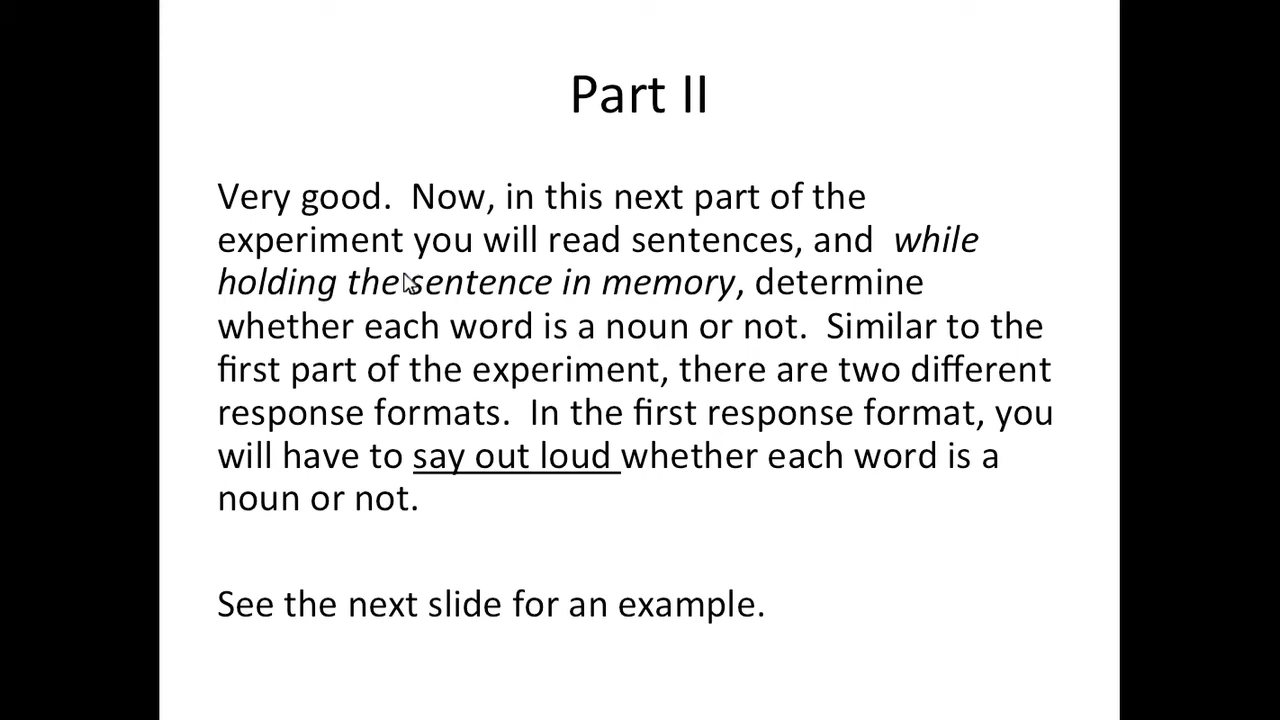 Part II
Very good.  Now, in this next part of the
experiment you will read sentences, and  while
holding the sentence in memory, determine
whether each word is a noun or not.  Similar to the
first part of the experiment, there are two different
response formats.  In the first response format, you
will have to say out loud whether each word is a
noun or not.
See the next slide for an example.